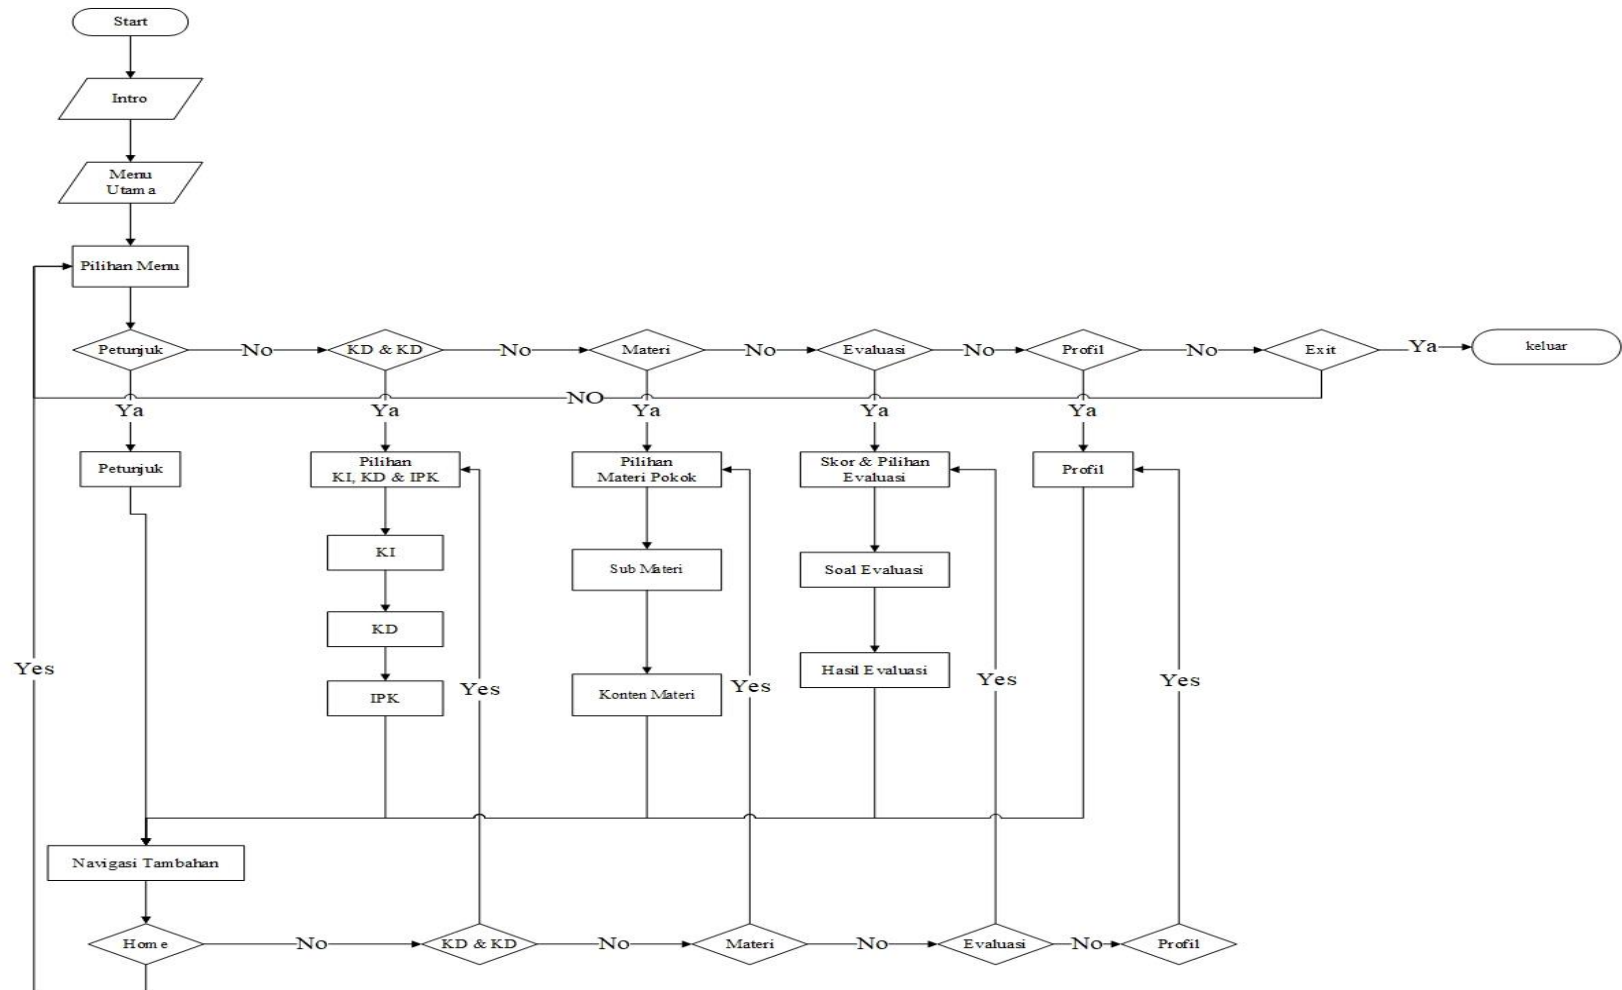 Start
Intro
Menu
Utama
Pilihan Menu
Petunjuk
No
KD & KD
No
Materi
No
Evaluasi
No
Profil
No
Exit
Ya
keluar
NO
Ya
Ya
Ya
Ya
Ya
Petunjuk
Pilihan
KI, KD & IPK
Pilihan
Materi Pokok
Skor & Pilihan
Evaluasi
Profil
KI
Sub Materi
Soal Evaluasi
KD
Yes
IPK
Yes
Konten Materi
Yes
Hasil Evaluasi
Yes
Yes
Navigasi Tambahan
Home
No
KD & KD
No
Materi
No
Evaluasi
No
Profil